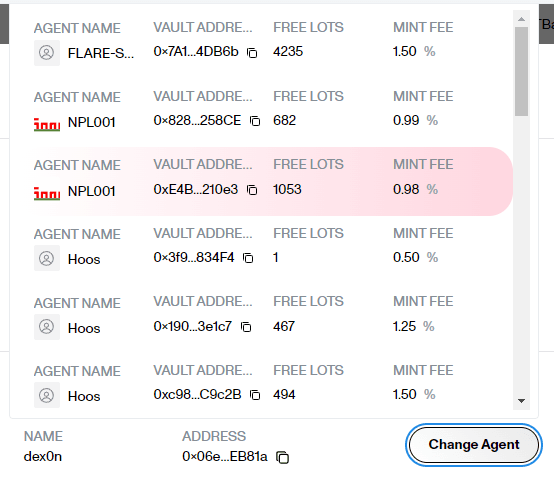 AGENT NAME VAULT ADDRE... FREE LOTS MINT FEE
FLARE-S... 0x7A1...4DB6b 4235 1.50 %
AGENT NAME VAULT ADDRE... FREE LOTS MINT FEE
NPL001 0x828...258CE 682 0.99 %
AGENT NAME VAULT ADDRE... FREE LOTS MINT FEE
NPL001 0xE4B...210e3 1053 0.98 %
AGENT NAME VAULT ADDRE... FREE LOTS MINT FEE
Hoos 0x3f9...834F4 1 0.50 %
AGENT NAME VAULT ADDRE... FREE LOTS MINT FEE
Hoos 0x190...3e1c7 467 1.25 %
AGENT NAME VAULT ADDRE... FREE LOTS MINT FEE
Hoos 0xc98...C9c2B 494 1.50 %
NAME ADDRESS
dex0n 0x06e...EB81a
Change Agent